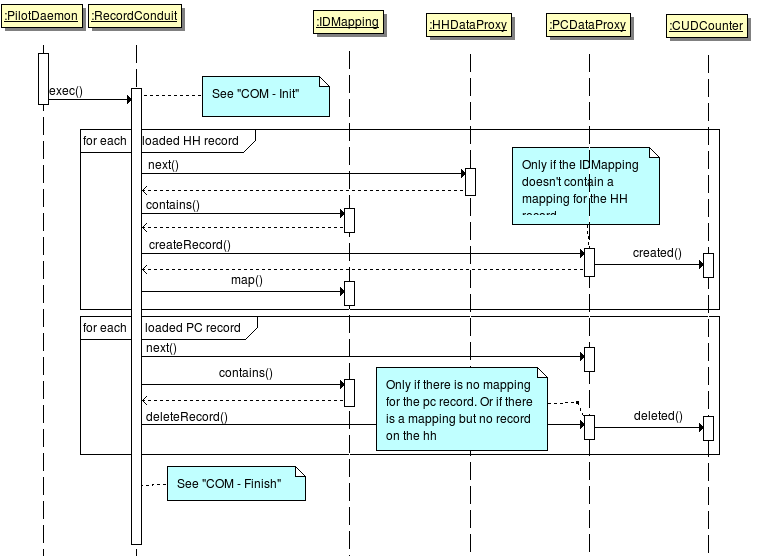 :PilotDaemon
:RecordConduit
:IDMapping
:HHDataProxy
:PCDataProxy
:CUDCounter
exec()
See "COM - Init"
for each
loaded HH record
next()
Only if the IDMapping
doesn't contain a
mapping for the HH
record
contains()
createRecord()
created()
map()
for each
loaded PC record
next()
contains()
Only if there is no mapping
for the pc record. Or if there
is a mapping but no record
on the hh
deleteRecord()
deleted()
See "COM - Finish"